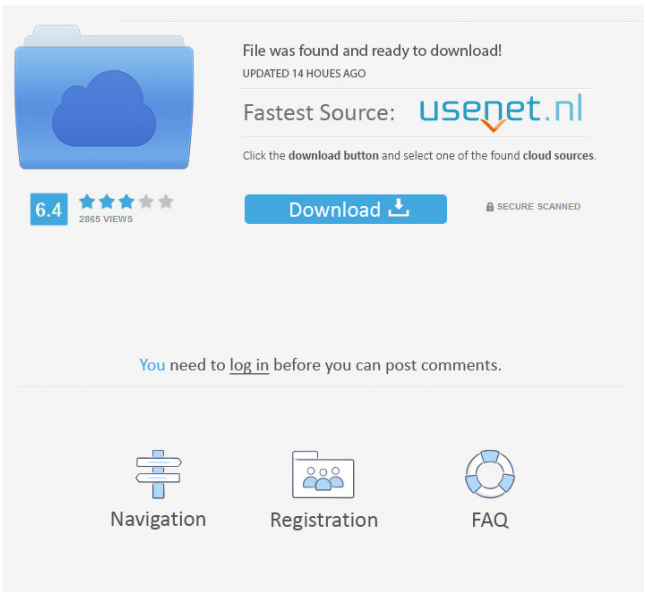 File was found and ready to download!
UPDATED 14 HOUES AGO
Fastest Source: usenet.nl
Click the download button and select one of the found cloud sources.
6.4
2865 VIEWS
Download
SECURE SCANNED
You need to log in before you can post comments.
Navigation
Registration
FAQ